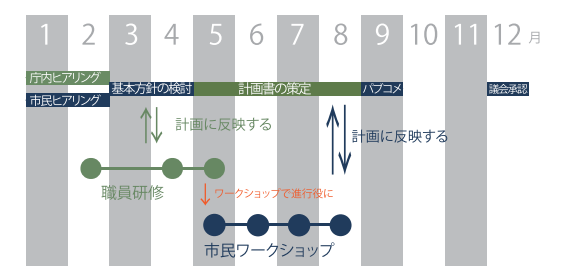 1 2 3 4 5 6 7 8 9 10 11 12 月
庁内ヒアリング
市民ヒアリング
基本方針の検討 計画書の策定 パブコメ 議会承認
計画に反映する
計画に反映する
職員研修
ワークショップで進行役に
市民ワークショップ